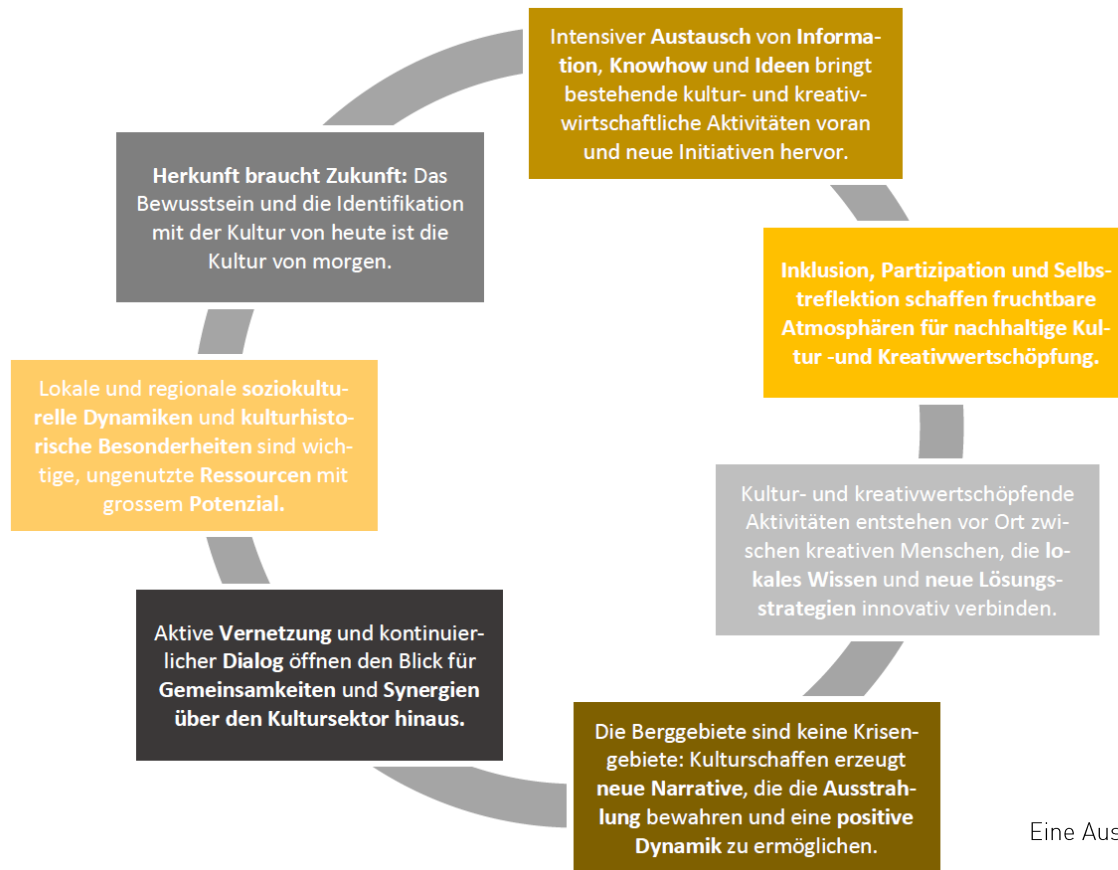 Intensiver Austausch von Informa-
tion, Knowhow und Ideen bringt
bestehende kultur- und kreativ-
wirtschaftliche Aktivitäten voran
und neue Initiativen hervor.
Inklusion, Partizipation und Selbs-
treflektion schaffen fruchtbare
Atmosphären für nachhaltige Kul-
tur -und Kreativwertschöpfung.
Kultur- und kreativwertschöpfende
Aktivitäten entstehen vor Ort zwi-
schen kreativen Menschen, die lo-
kales Wissen und neue Lösungs-
strategien innovativ verbinden.
Die Berggebiete sind keine Krisen-
gebiete: Kulturschaffen erzeugt
neue Narrative, die die Ausstrah-
lung bewahren und eine positive
Dynamik zu ermöglichen.
Aktive Vernetzung und kontinuier-
licher Dialog öffnen den Blick für
Gemeinsamkeiten und Synergien
über den Kultursektor hinaus.
Lokale und regionale soziokultu-
relle Dynamiken und kulturhisto-
rische Besonderheiten sind wich-
tige, ungenutzte Ressourcen mit
grossem Potenzial.
Herkunft braucht Zukunft: Das
Bewusstsein und die Identifikation
mit der Kultur von heute ist die
Kultur von morgen.
Eine Aus